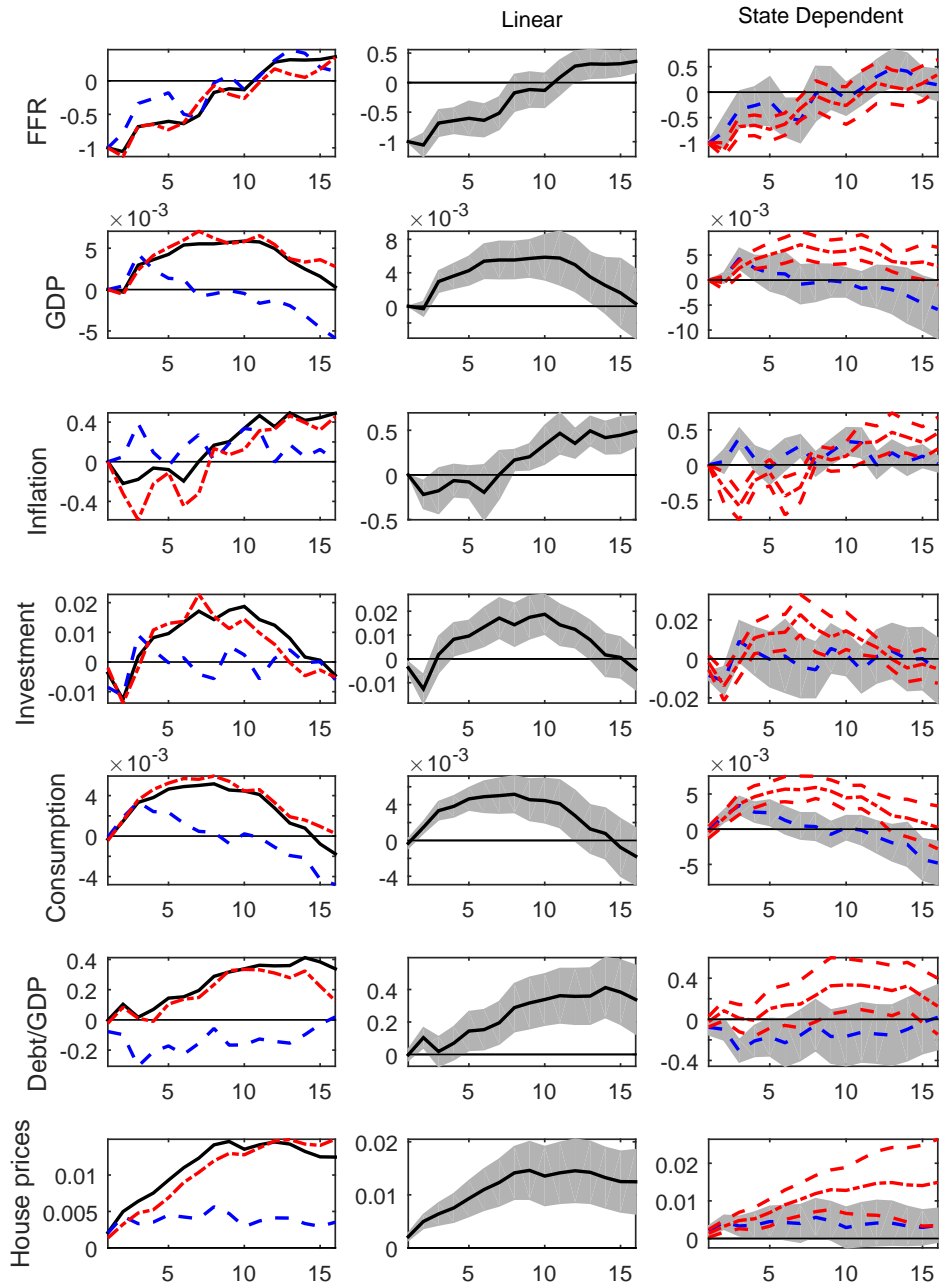 Linear
State Dependent
FFR
0.5 0.5
0 0 0
-0.5 -0.5 -0.5
-1 -1 -1
5 10 15 5 10 15 5 10 15
×10⁻³ ×10⁻³ ×10⁻³
GDP
5 8 5
4
0 0 0
-5
-5 -10
5 10 15 5 10 15 5 10 15
Inflation
0.4 0.5 0.5
0 0 0
-0.4 -0.5
-0.5
5 10 15 5 10 15 5 10 15
Investment
0.02 0.02 0.02
0.01 0.01
0 0 0
-0.01 -0.01 -0.02
5 10 15 5 10 15 5 10 15
×10⁻³ ×10⁻³ ×10⁻³
Consumption
4 4 5
0 0 0
-4 -4 -5
5 10 15 5 10 15 5 10 15
Debt/GDP
0.4 0.4 0.4
0.2 0.2
0 0 0
-0.2 -0.4
5 10 15 5 10 15 5 10 15
House prices
0.01 0.02 0.02
0.005 0.01 0.01
0 0 0
5 10 15 5 10 15 5 10 15